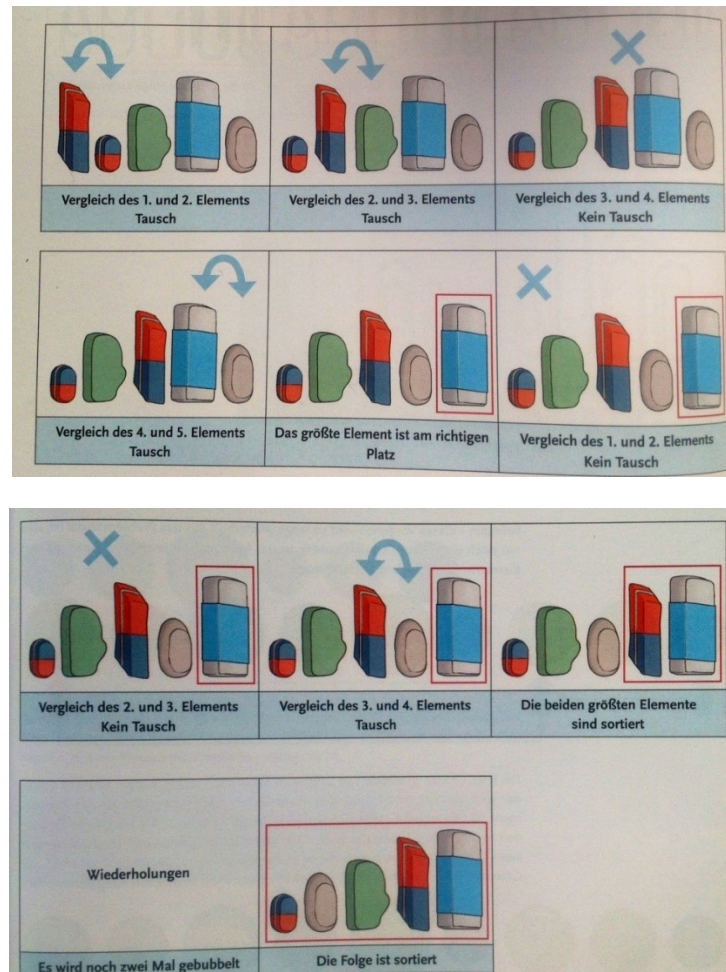 Vergleich des 1. und 2. Elements
Tausch
Vergleich des 2. und 3. Elements
Tausch
Vergleich des 3. und 4. Elements
Kein Tausch
Vergleich des 4. und 5. Elements
Tausch
Das größte Element ist am richtigen
Platz
Vergleich des 1. und 2. Elements
Kein Tausch
Vergleich des 2. und 3. Elements
Kein Tausch
Vergleich des 3. und 4. Elements
Tausch
Die beiden größten Elemente
sind sortiert
Wiederholungen
Es wird noch zwei Mal gebubbelt
Die Folge ist sortiert